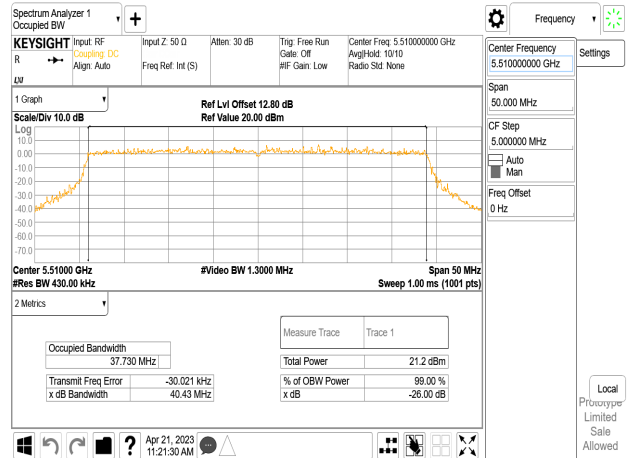 Spectrum Analyzer 1
Occupied BW
▼
+
Frequency
▼
KEYSIGHT
R
LXI
Input: RF
Coupling: DC
Align: Auto
Input Z: 50 Ω
Freq Ref: Int (S)
Atten: 30 dB
Trig: Free Run
Gate: Off
#IF Gain: Low
Center Freq: 5.510000000 GHz
Avg|Hold: 10/10
Radio Std: None
Center Frequency
5.510000000 GHz
Settings
Span
50.000 MHz
CF Step
5.000000 MHz
Auto
Man
Freq Offset
0 Hz
1 Graph
▼
Scale/Div 10.0 dB
Ref Lvl Offset 12.80 dB
Ref Value 20.00 dBm
Log
10.0
0.00
-10.0
-20.0
-30.0
-40.0
-50.0
-60.0
-70.0
Center 5.51000 GHz
#Res BW 430.00 kHz
#Video BW 1.3000 MHz
Span 50 MHz
Sweep 1.00 ms (1001 pts)
2 Metrics
▼
Measure Trace Trace 1
Occupied Bandwidth
37.730 MHz
Total Power 21.2 dBm
Transmit Freq Error -30.021 kHz
x dB Bandwidth 40.43 MHz
% of OBW Power 99.00 %
x dB -26.00 dB
Local
Prototype
Limited
Sale
Allowed
?
Apr 21, 2023
11:21:30 AM